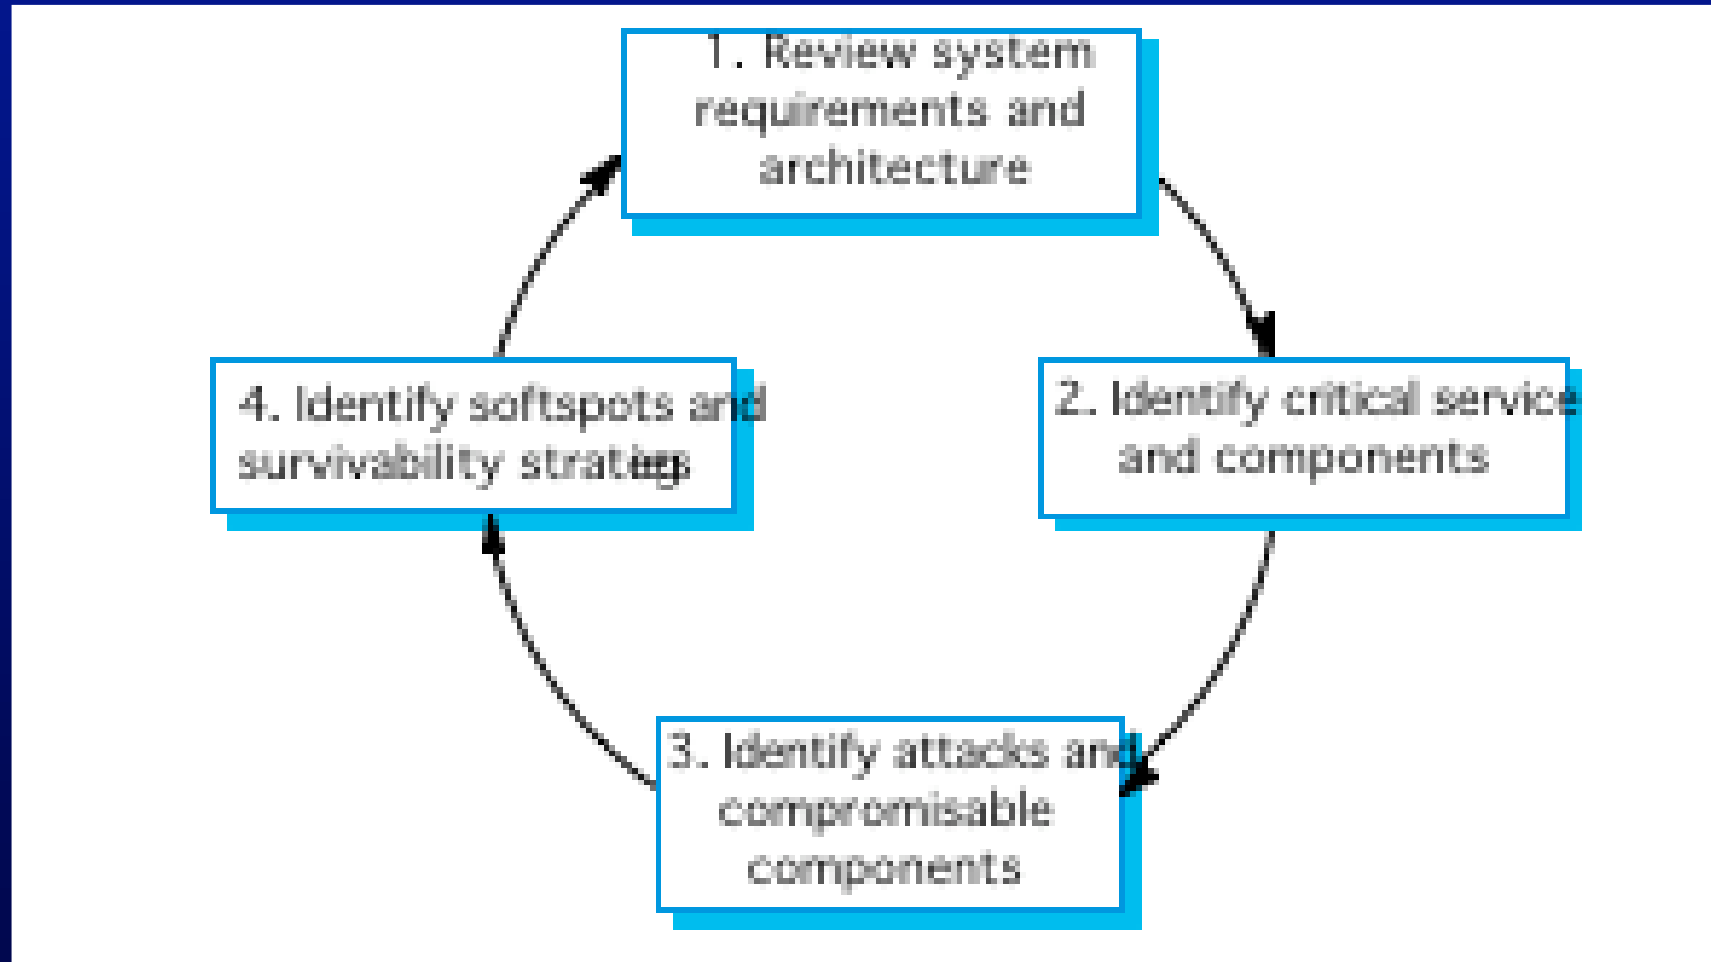 1. Review system
requirements and
architecture
2. Identify critical service
and components
3. Identify attacks and
compromisable
components
4. Identify softspots and
survivability